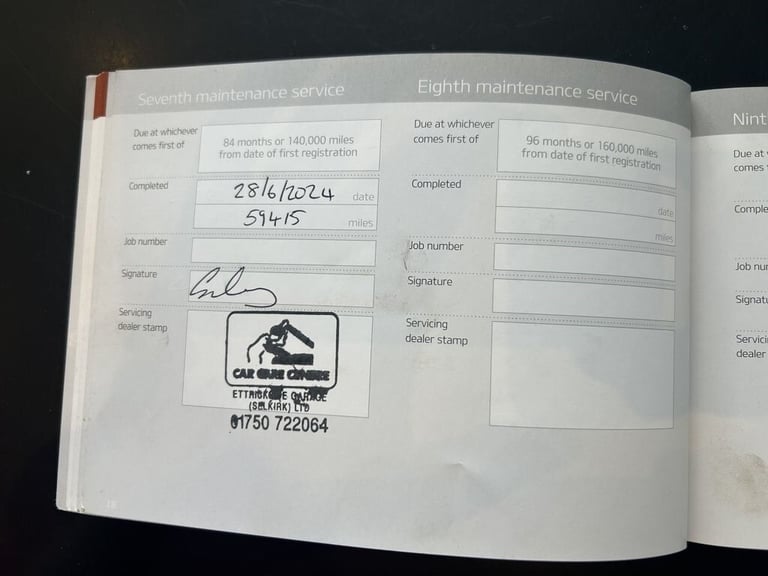 Seventh maintenance service
Due at whichever
comes first of
84 months or 140,000 miles
from date of first registration
Completed
28/6/2024 date
59415 miles
Job number
Signature
Servicing
dealer stamp
CAR CARE CENTRE
GARAGE
(SELKIRK) LTD
01750 722064
18
Eighth maintenance service
Due at whichever
comes first of
96 months or 160,000 miles
from date of first registration
Completed
date
miles
Job number
Signature
Servicing
dealer stamp
Nint
Due at
comes
Comple
Job nu
Signatu
Servici
dealer